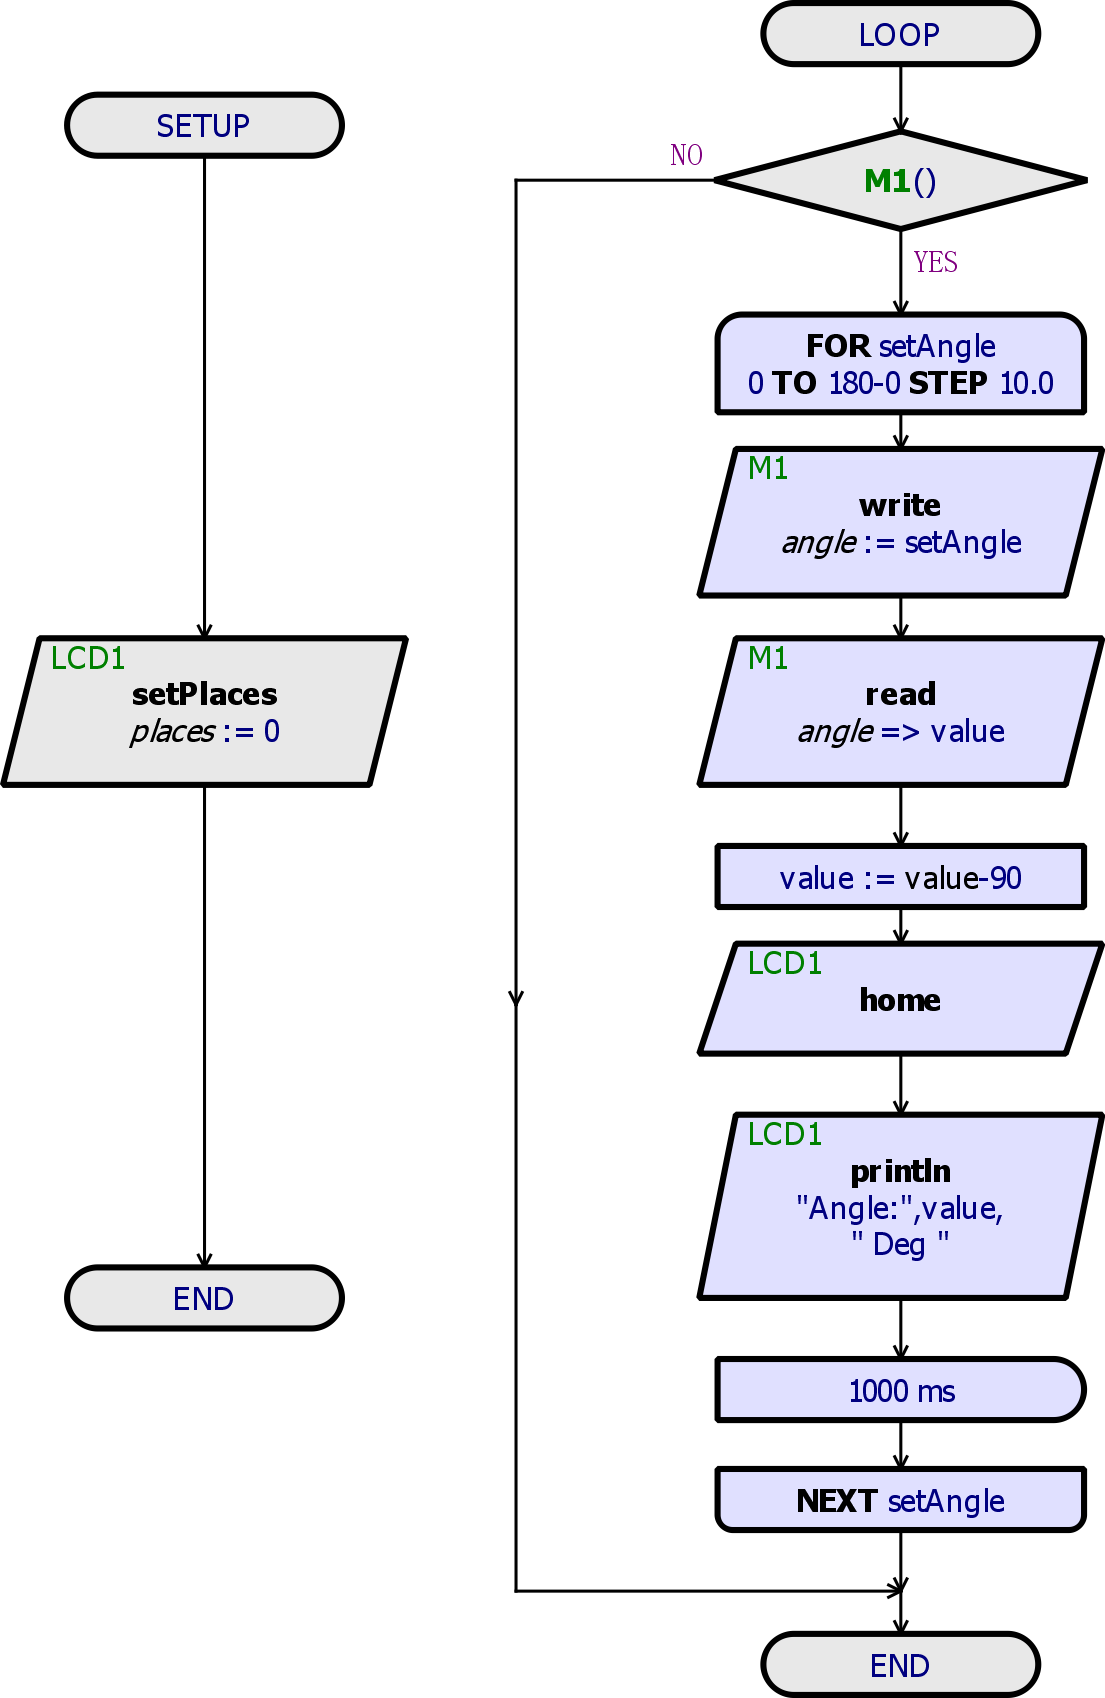 SETUP
LCD1
setPlaces
places := 0
END
LOOP
M1()
NO
YES
FOR setAngle
0 TO 180-0 STEP 10.0
M1
write
angle := setAngle
M1
read
angle => value
value := value-90
LCD1
home
LCD1
println
"Angle:",value,
" Deg "
1000 ms
NEXT setAngle
END